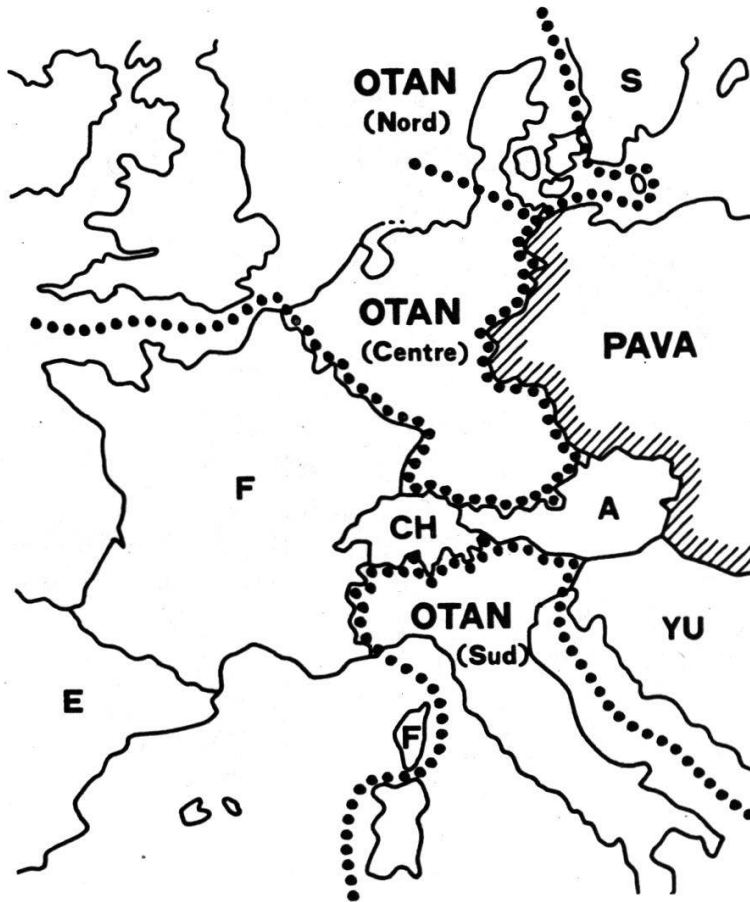 OTAN
(Nord)
S
OTAN
(Centre)
PAVA
F
A
CH
OTAN
(Sud)
YU
E
F